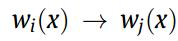 wᵢ(x) → wⱼ(x)